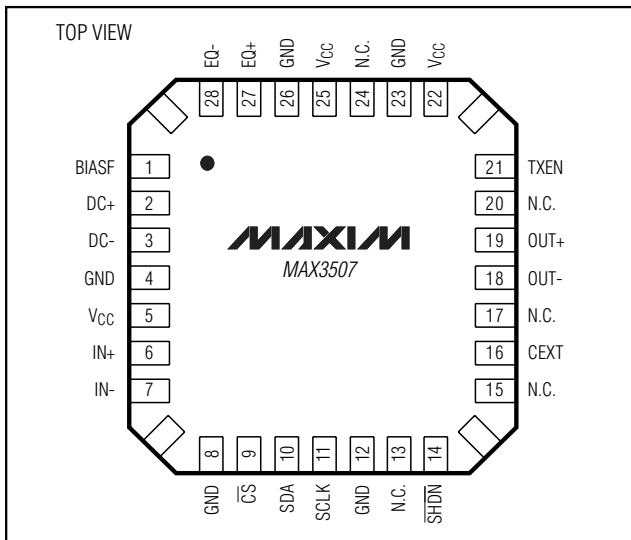 TOP VIEW
EQ- EQ+ GND VCC N.C. GND VCC
28 27 26 25 24 23 22
BIASF 1 21 TXEN
DC+ 2 20 N.C.
DC- 3 19 OUT+
MAXIM
GND 4 MAX3507 18 OUT-
VCC 5 17 N.C.
IN+ 6 16 CEXT
IN- 7 15 N.C.
8 9 10 11 12 13 14
GND C̅S̅ SDA SCLK GND N.C. S̅H̅D̅N̅